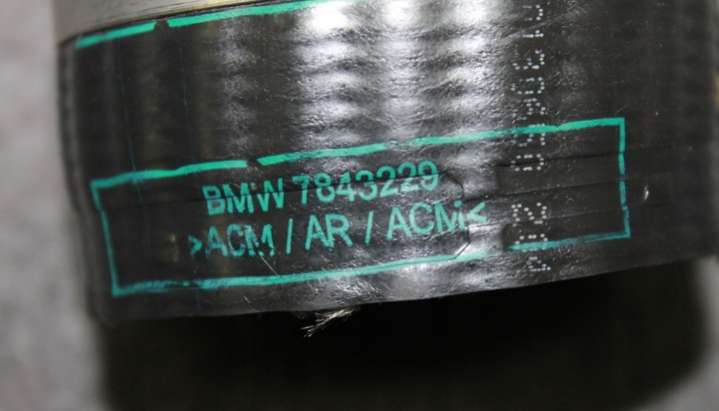 BMW 7843229
>ACM / AR / ACM<